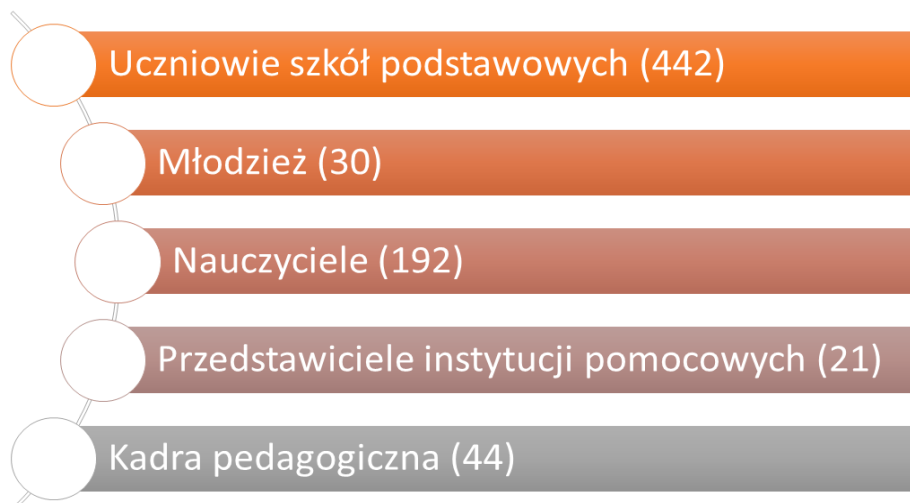 Uczniowie szkół podstawowych (442)
Młodzież (30)
Nauczyciele (192)
Przedstawiciele instytucji pomocowych (21)
Kadra pedagogiczna (44)